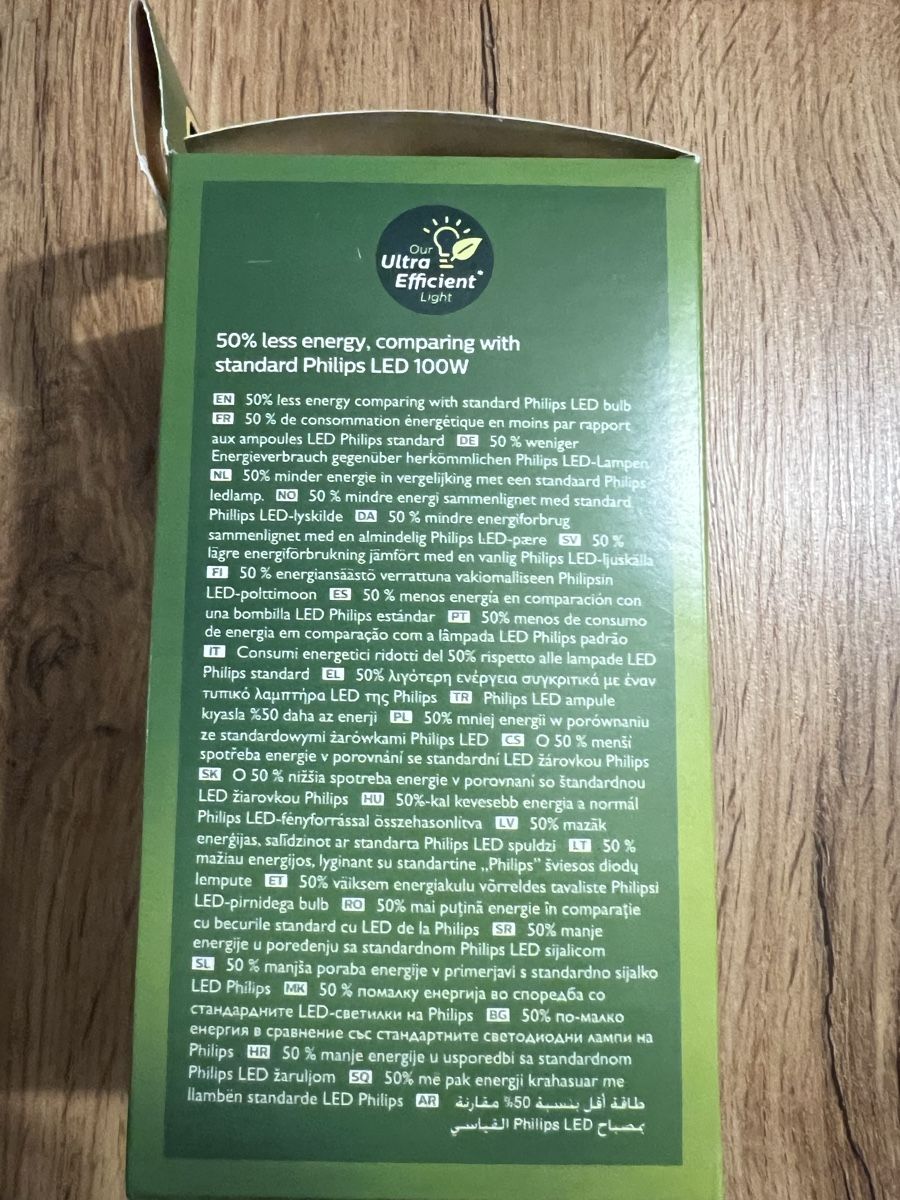 Our
Ultra
Efficient*
Light
50% less energy, comparing with
standard Philips LED 100W
EN 50% less energy comparing with standard Philips LED bulb
FR 50 % de consommation énergétique en moins par rapport
aux ampoules LED Philips standard DE 50 % weniger
Energieverbrauch gegenüber herkömmlichen Philips LED-Lampen
NL 50% minder energie in vergelijking met een standaard Philips
ledlamp. NO 50 % mindre energi sammenlignet med standard
Phillips LED-lyskilde DA 50 % mindre energiforbrug
sammenlignet med en almindelig Philips LED-pære SV 50 %
lägre energiförbrukning jämfört med en vanlig Philips LED-ljuskälla
FI 50 % energiansäästö verrattuna vakiomalliseen Philipsin
LED-polttimoon ES 50 % menos energía en comparación con
una bombilla LED Philips estándar PT 50% menos de consumo
de energia em comparação com a lâmpada LED Philips padrão
IT Consumi energetici ridotti del 50% rispetto alle lampade LED
Philips standard EL 50% λιγότερη ενέργεια συγκριτικά με έναν
τυπικό λαμπτήρα LED της Philips TR Philips LED ampule
kıyasla %50 daha az enerji PL 50% mniej energii w porównaniu
ze standardowymi żarówkami Philips LED CS O 50 % menší
spotřeba energie v porovnání se standardní LED žárovkou Philips
SK O 50 % nižšia spotreba energie v porovnaní so štandardnou
LED žiarovkou Philips HU 50%-kal kevesebb energia a normál
Philips LED-fényforrással összehasonlítva LV 50% mazāk
enerģijas, salīdzinot ar standarta Philips LED spuldzi LT 50 %
mažiau energijos, lyginant su standartine „Philips” šviesos diodų
lempute ET 50% väiksem energiakulu võrreldes tavaliste Philipsi
LED-pirnidega bulb RO 50% mai puțină energie în comparație
cu becurile standard cu LED de la Philips SR 50% manje
energije u poređenju sa standardnom Philips LED sijalicom
SL 50 % manjša poraba energije v primerjavi s standardno sijalko
LED Philips MK 50 % помалку енергија во споредба со
стандардните LED-светилки на Philips BG 50% по-малко
енергия в сравнение със стандартните светодиодни лампи на
Philips HR 50 % manje energije u usporedbi sa standardnom
Philips LED žaruljom SQ 50% më pak energji krahasuar me
llambën standarde LED Philips AR طاقة أقل بنسبة 50% مقارنة
بمصباح Philips LED القياسي